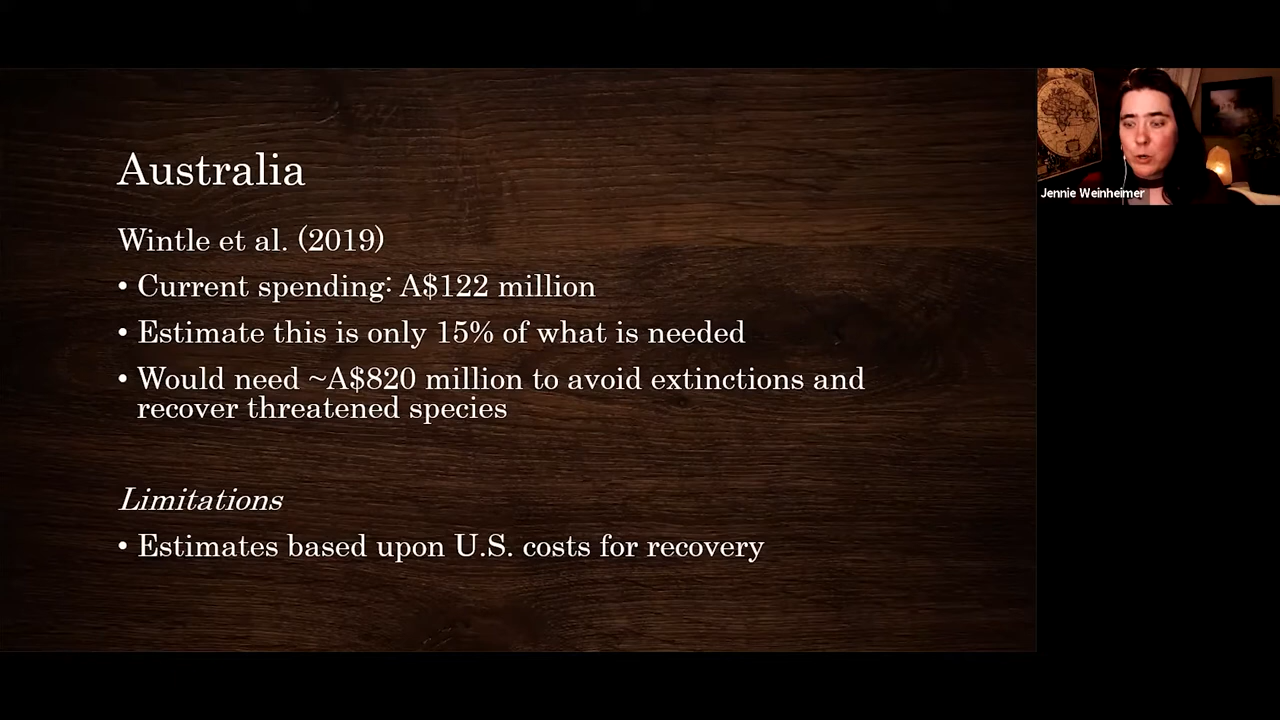 Australia
Wintle et al. (2019)
• Current spending: A$122 million
• Estimate this is only 15% of what is needed
• Would need ~A$820 million to avoid extinctions and
recover threatened species
Limitations
• Estimates based upon U.S. costs for recovery
Jennie Weinheimer